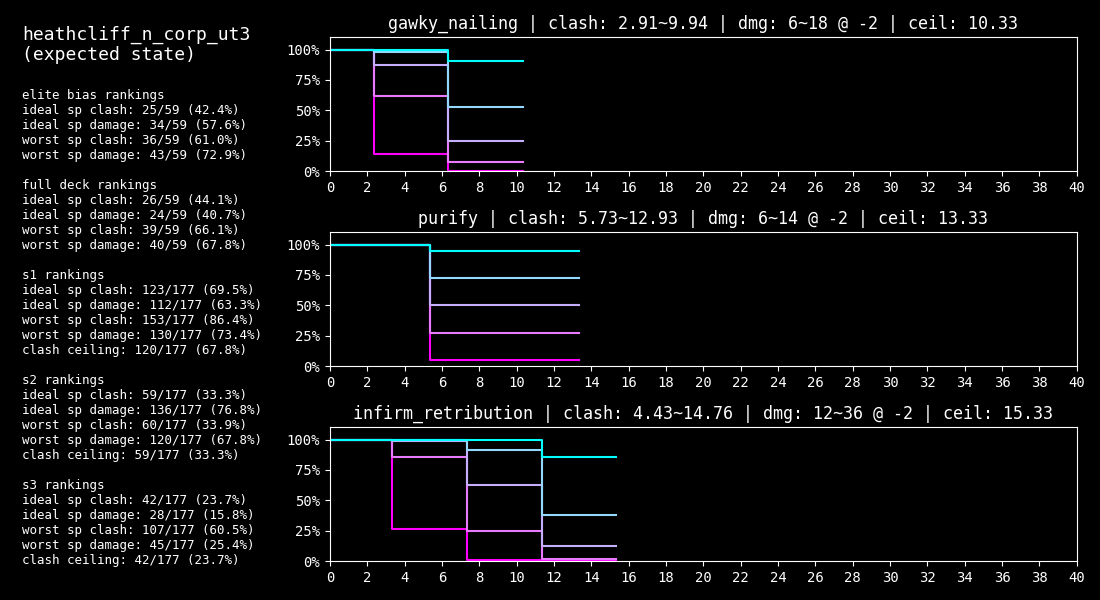 heathcliff_n_corp_ut3
(expected state)
elite bias rankings
ideal sp clash: 25/59 (42.4%)
ideal sp damage: 34/59 (57.6%)
worst sp clash: 36/59 (61.0%)
worst sp damage: 43/59 (72.9%)
full deck rankings
ideal sp clash: 26/59 (44.1%)
ideal sp damage: 24/59 (40.7%)
worst sp clash: 39/59 (66.1%)
worst sp damage: 40/59 (67.8%)
s1 rankings
ideal sp clash: 123/177 (69.5%)
ideal sp damage: 112/177 (63.3%)
worst sp clash: 153/177 (86.4%)
worst sp damage: 130/177 (73.4%)
clash ceiling: 120/177 (67.8%)
s2 rankings
ideal sp clash: 59/177 (33.3%)
ideal sp damage: 136/177 (76.8%)
worst sp clash: 60/177 (33.9%)
worst sp damage: 120/177 (67.8%)
clash ceiling: 59/177 (33.3%)
s3 rankings
ideal sp clash: 42/177 (23.7%)
ideal sp damage: 28/177 (15.8%)
worst sp clash: 107/177 (60.5%)
worst sp damage: 45/177 (25.4%)
clash ceiling: 42/177 (23.7%)
gawky_nailing | clash: 2.91~9.94 | dmg: 6~18 @ -2 | ceil: 10.33
100%
75%
50%
25%
0%
0 2 4 6 8 10 12 14 16 18 20 22 24 26 28 30 32 34 36 38 40
purify | clash: 5.73~12.93 | dmg: 6~14 @ -2 | ceil: 13.33
100%
75%
50%
25%
0%
0 2 4 6 8 10 12 14 16 18 20 22 24 26 28 30 32 34 36 38 40
infirm_retribution | clash: 4.43~14.76 | dmg: 12~36 @ -2 | ceil: 15.33
100%
75%
50%
25%
0%
0 2 4 6 8 10 12 14 16 18 20 22 24 26 28 30 32 34 36 38 40